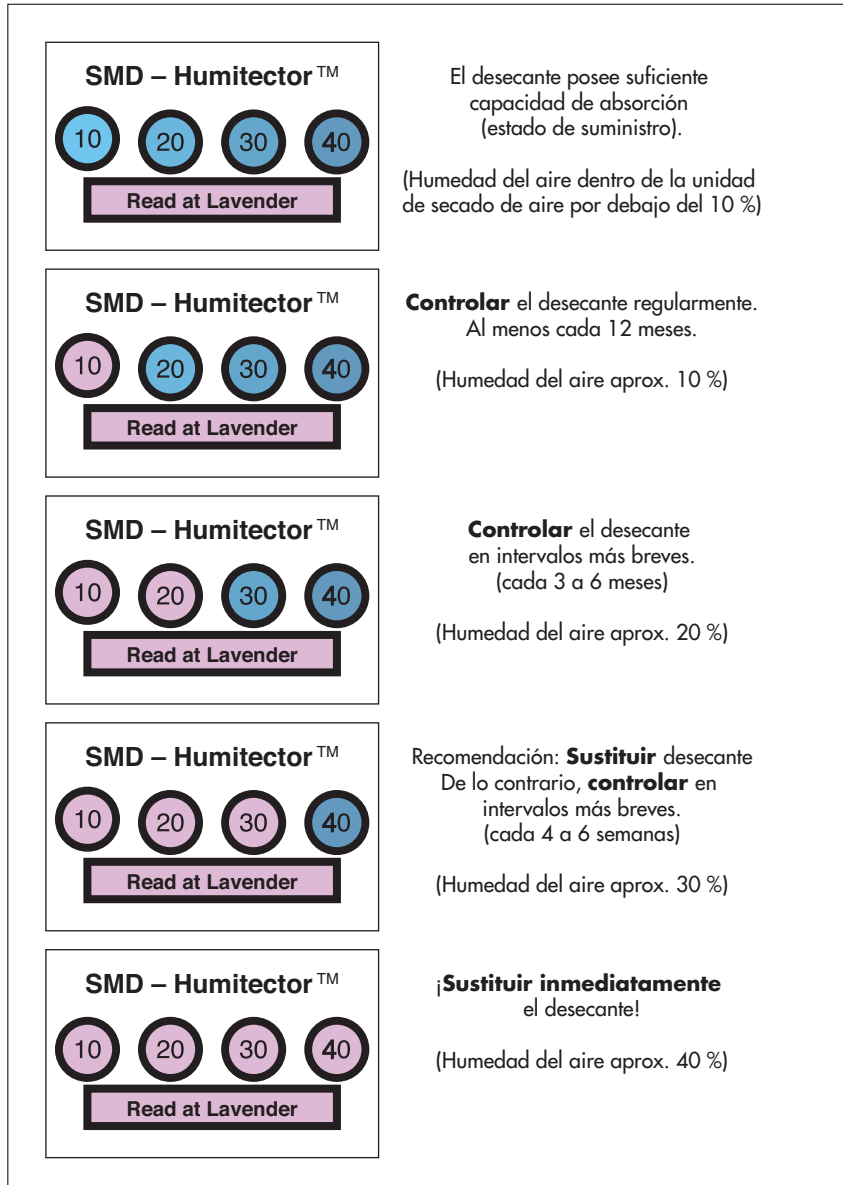 SMD – Humitector™
10 20 30 40
Read at Lavender
El desecante posee suficiente
capacidad de absorción
(estado de suministro).
(Humedad del aire dentro de la unidad
de secado de aire por debajo del 10 %)
SMD – Humitector™
10 20 30 40
Read at Lavender
Controlar el desecante regularmente.
Al menos cada 12 meses.
(Humedad del aire aprox. 10 %)
SMD – Humitector™
10 20 30 40
Read at Lavender
Controlar el desecante
en intervalos más breves.
(cada 3 a 6 meses)
(Humedad del aire aprox. 20 %)
SMD – Humitector™
10 20 30 40
Read at Lavender
Recomendación: Sustituir desecante
De lo contrario, controlar en
intervalos más breves.
(cada 4 a 6 semanas)
(Humedad del aire aprox. 30 %)
SMD – Humitector™
10 20 30 40
Read at Lavender
¡Sustituir inmediatamente
el desecante!
(Humedad del aire aprox. 40 %)